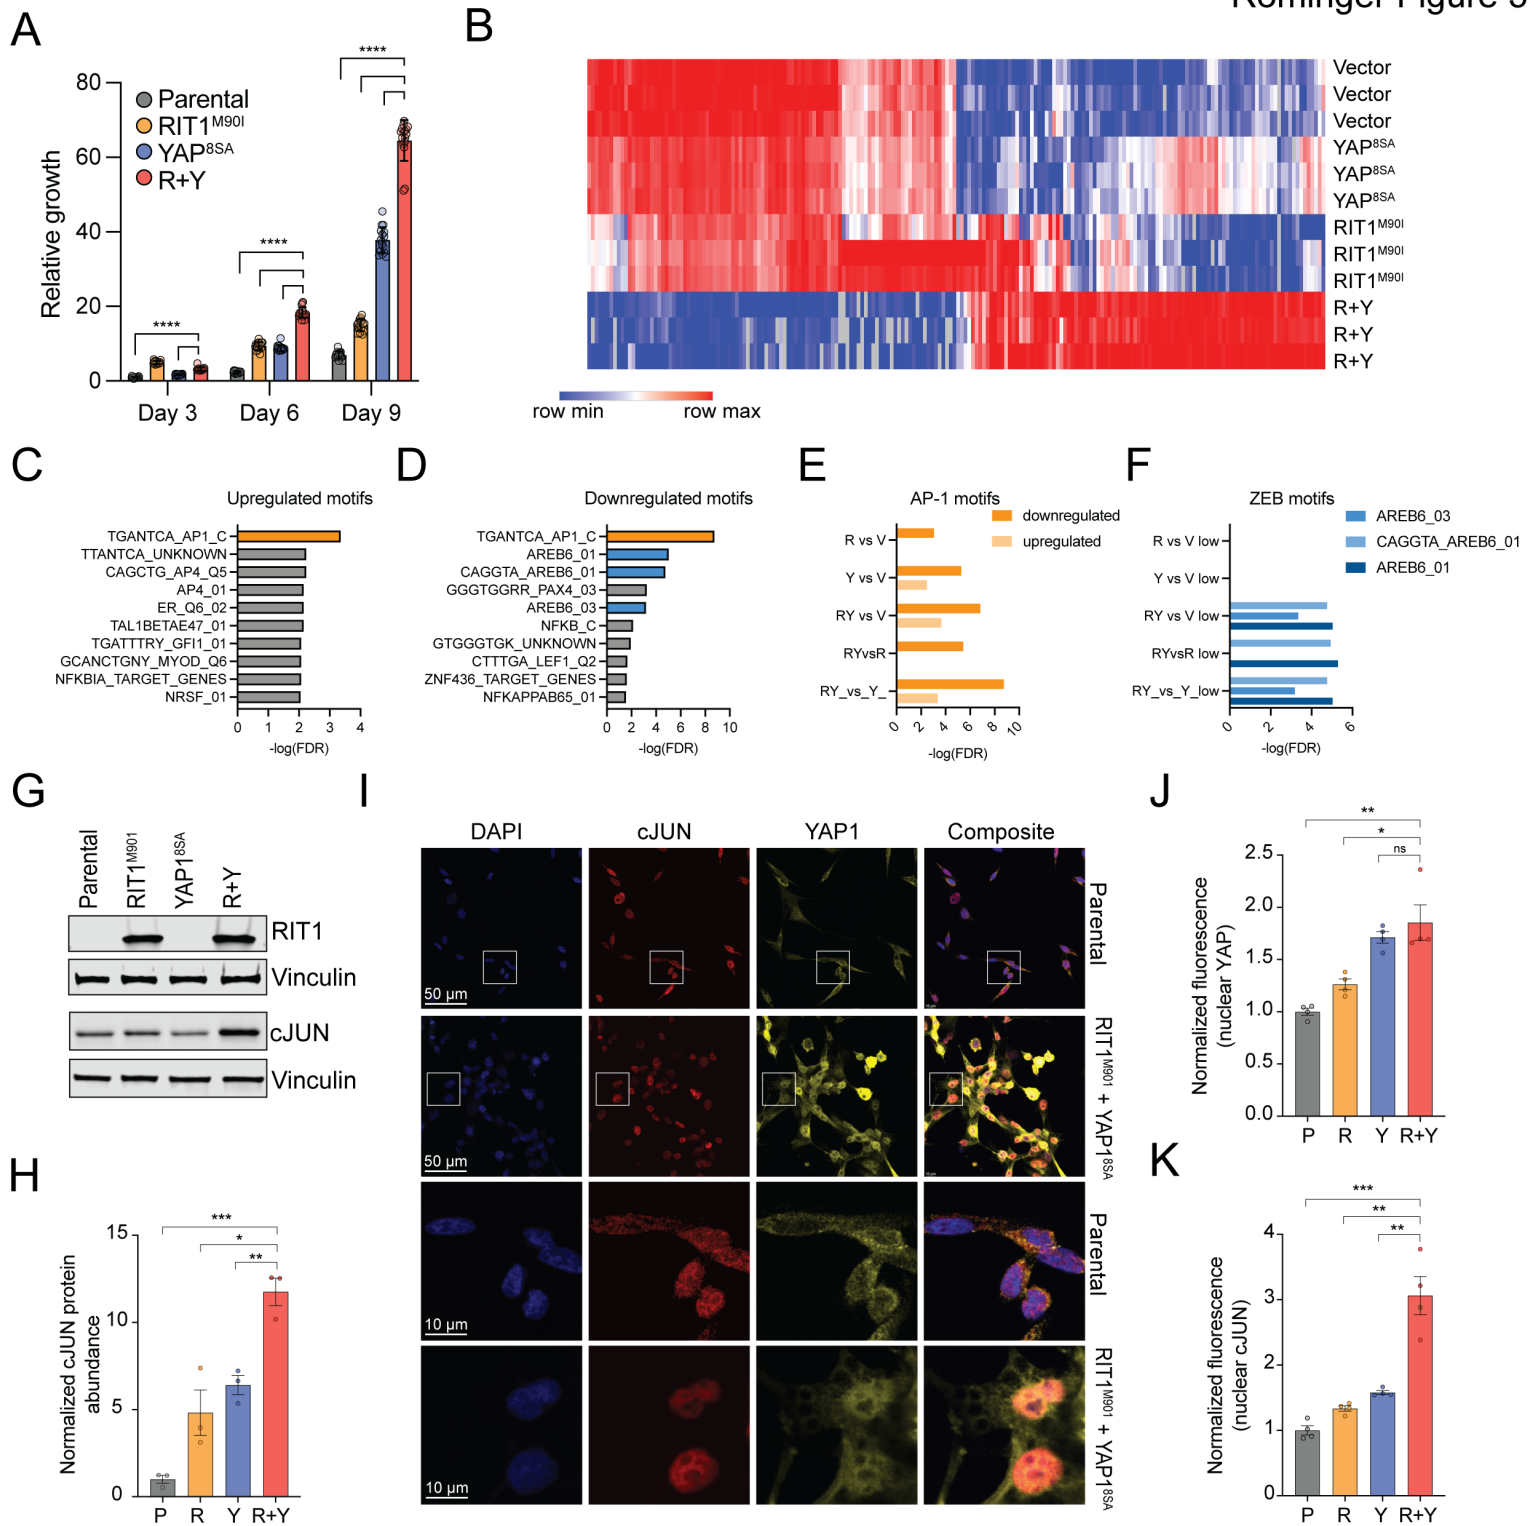 Rominger Figure 5
A
80
60
40
20
0
Relative growth
Parental
RIT1M90I
YAP8SA
R+Y
****
****
****
Day 3
Day 6
Day 9
B
Vector
Vector
Vector
YAP8SA
YAP8SA
YAP8SA
RIT1M90I
RIT1M90I
RIT1M90I
R+Y
R+Y
R+Y
row min
row max
C
Upregulated motifs
TGANTCA_AP1_C
TTANTCA_UNKNOWN
CAGCTG_AP4_Q5
AP4_01
ER_Q6_02
TAL1BETAE47_01
TGATTTRY_GFI1_01
GCANCTGNY_MYOD_Q6
NFKBIA_TARGET_GENES
NRSF_01
0 1 2 3 4
-log(FDR)
D
Downregulated motifs
TGANTCA_AP1_C
AREB6_01
CAGGTA_AREB6_01
GGGTGGRR_PAX4_03
AREB6_03
NFKB_C
GTGGGTGK_UNKNOWN
CTTTGA_LEF1_Q2
ZNF436_TARGET_GENES
NFKAPPAB65_01
0 2 4 6 8 10
-log(FDR)
E
AP-1 motifs
downregulated
upregulated
R vs V
Y vs V
RY vs V
RYvsR
RY_vs_Y_
0 2 4 6 8 10
-log(FDR)
F
ZEB motifs
AREB6_03
CAGGTA_AREB6_01
AREB6_01
R vs V low
Y vs V low
RY vs V low
RYvsR low
RY_vs_Y_low
0 2 4 6
-log(FDR)
G
Parental
RIT1M901
YAP18SA
R+Y
RIT1
Vinculin
cJUN
Vinculin
H
Normalized cJUN protein
abundance
15
10
5
0
***
*
**
P R Y R+Y
I
DAPI
cJUN
YAP1
Composite
50 µm
Parental
50 µm
RIT1M901 + YAP18SA
10 µm
Parental
10 µm
RIT1M901 + YAP18SA
J
Normalized fluorescence
(nuclear YAP)
2.5
2.0
1.5
1.0
0.5
0.0
**
*
ns
P R Y R+Y
K
Normalized fluorescence
(nuclear cJUN)
4
3
2
1
0
***
**
**
P R Y R+Y